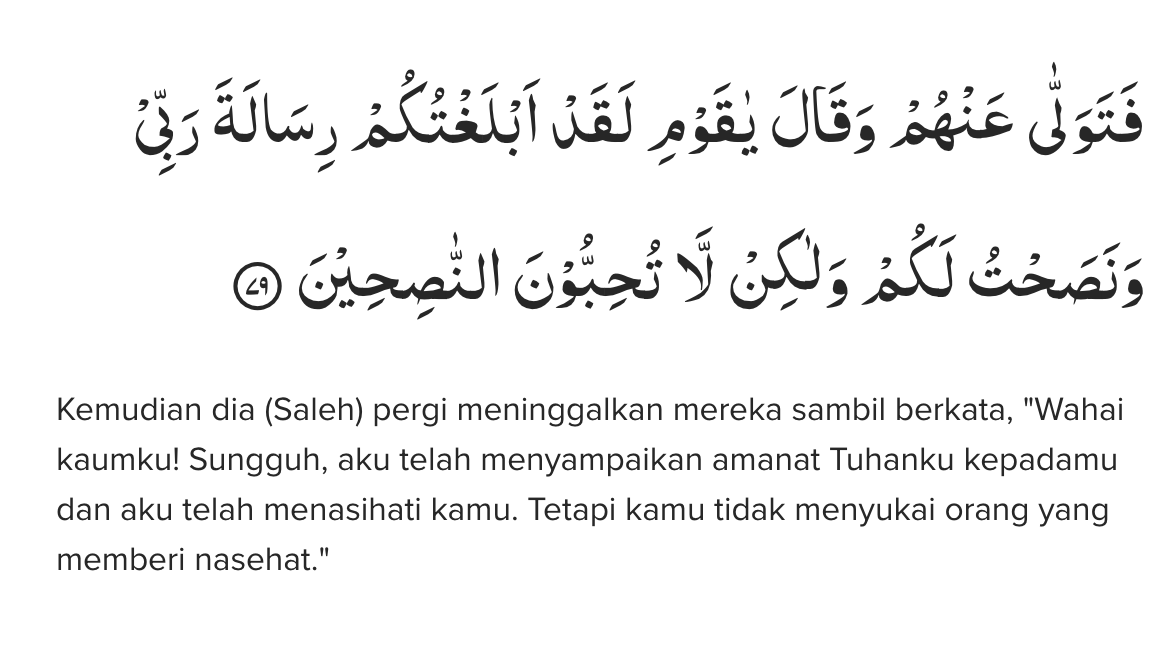 فَتَوَلّٰى عَنْهُمْ وَقَالَ يٰقَوْمِ لَقَدْ اَبْلَغْتُكُمْ رِسَالَةَ رَبِّيْ
وَنَصَحْتُ لَكُمْ وَلٰكِنْ لَّا تُحِبُّوْنَ النّٰصِحِيْنَ ٧٩
Kemudian dia (Saleh) pergi meninggalkan mereka sambil berkata, "Wahai
kaumku! Sungguh, aku telah menyampaikan amanat Tuhanku kepadamu
dan aku telah menasihati kamu. Tetapi kamu tidak menyukai orang yang
memberi nasehat."